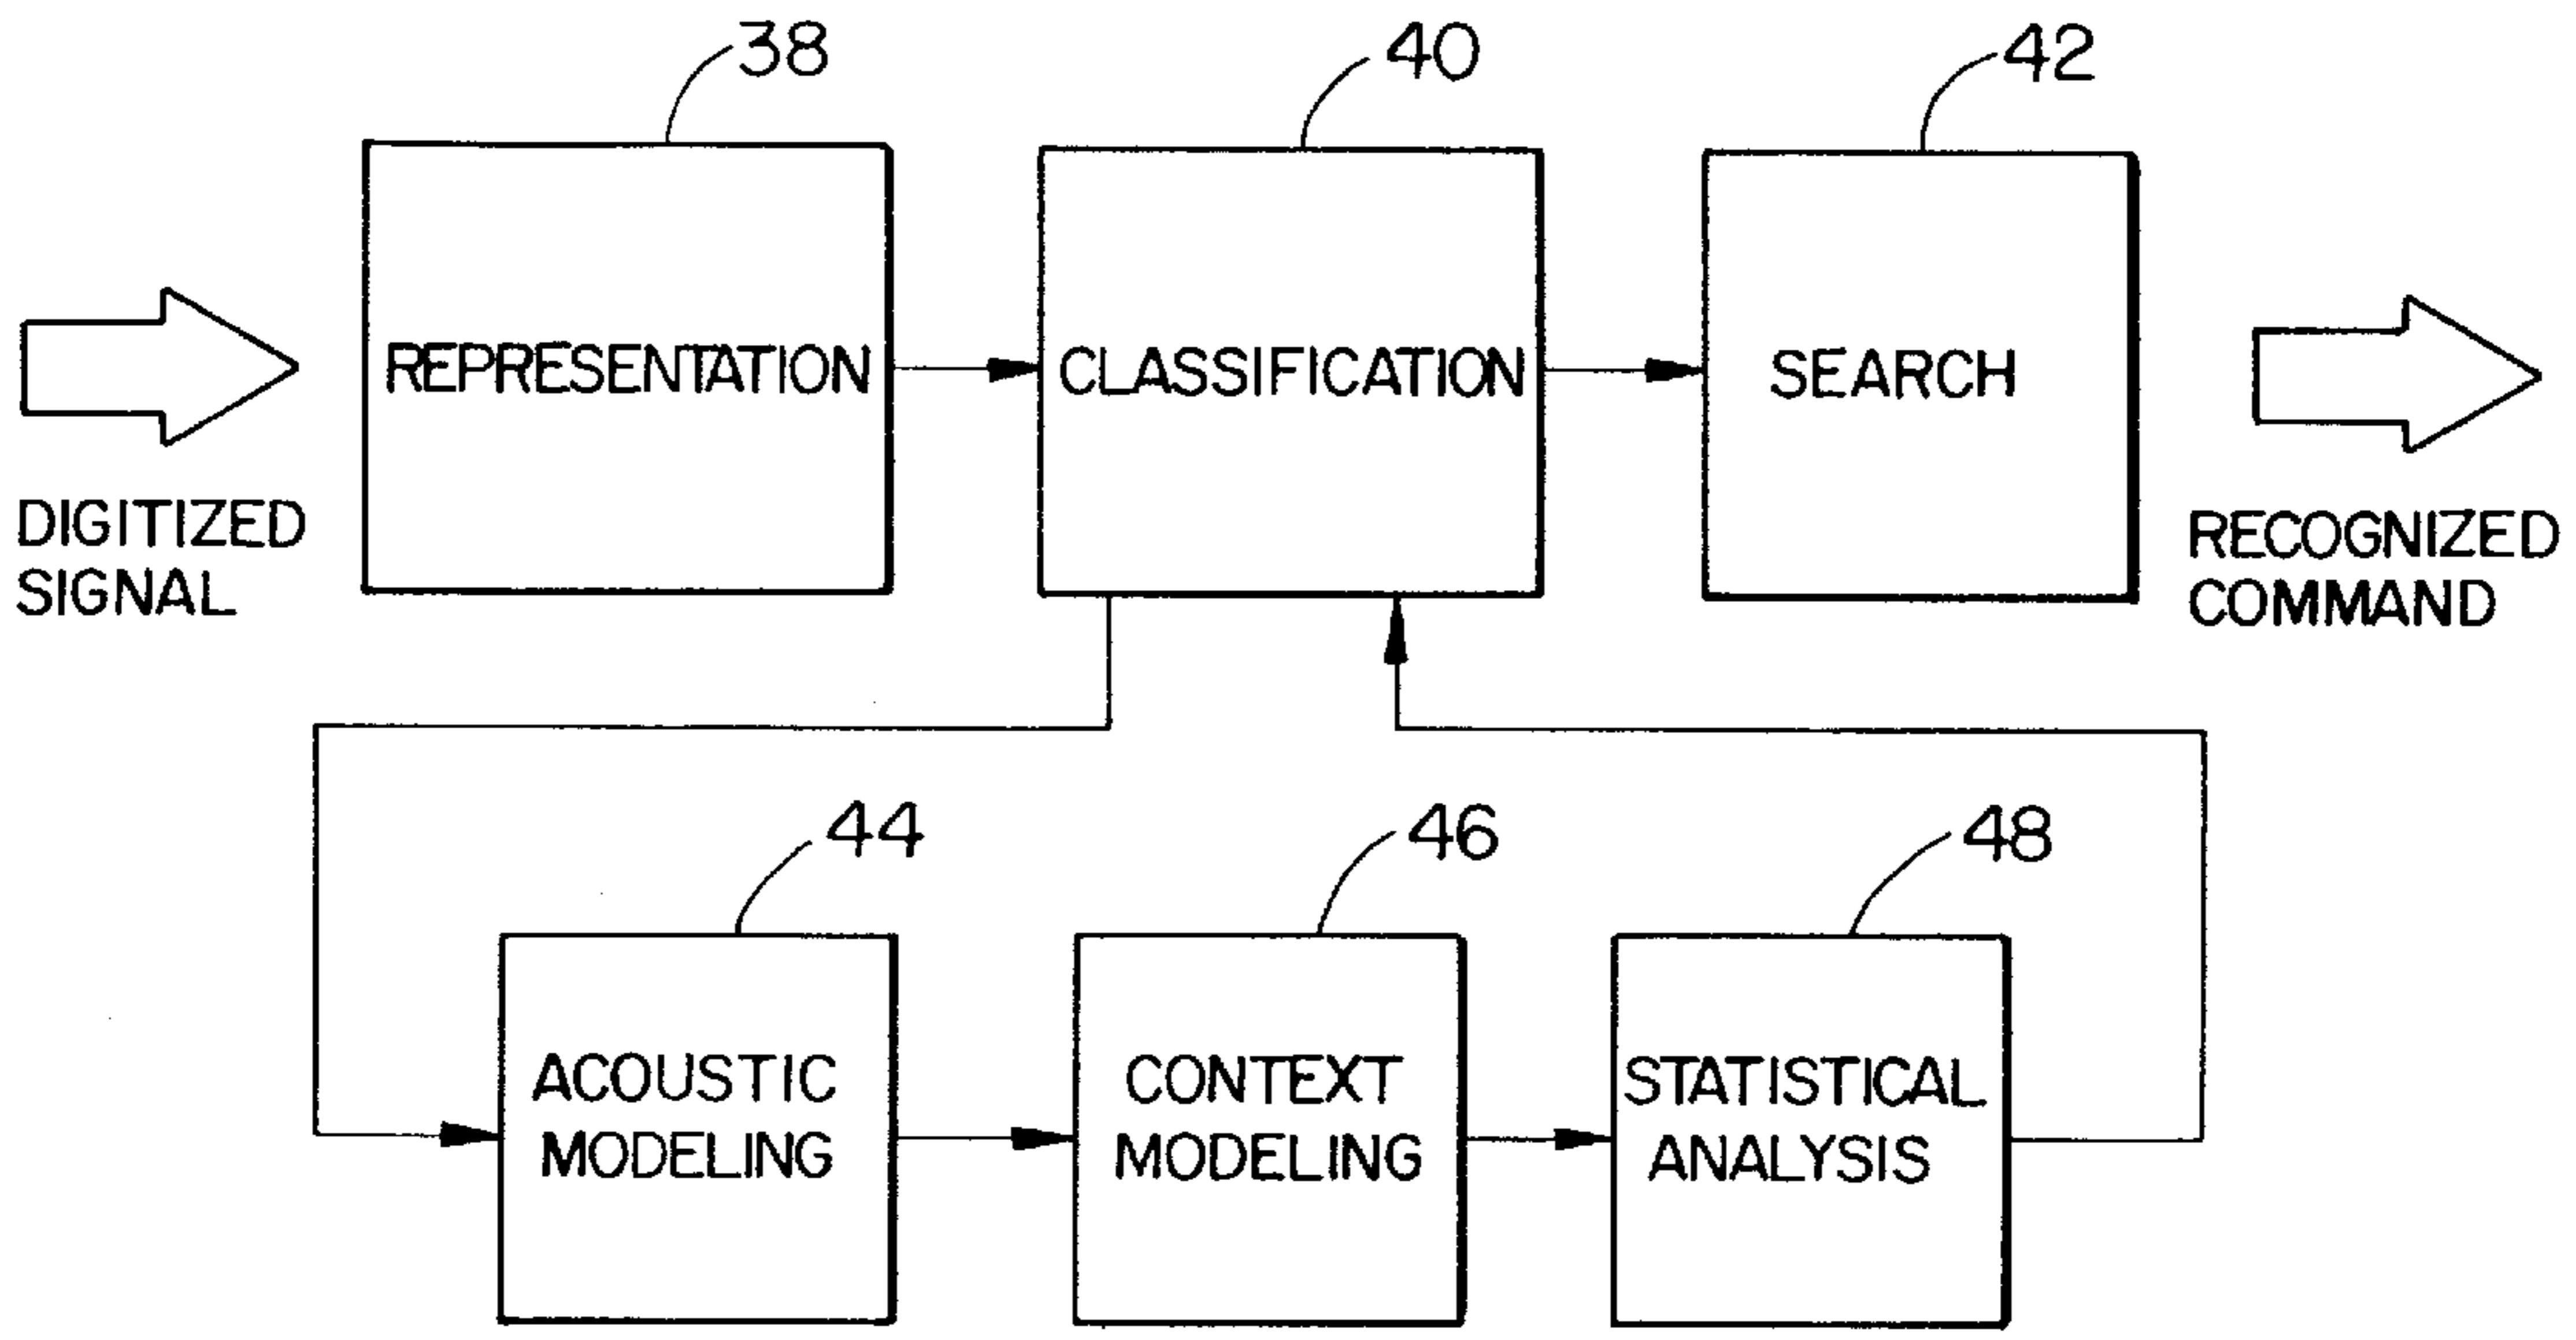 38
40
42
REPRESENTATION
CLASSIFICATION
SEARCH
DIGITIZED
SIGNAL
RECOGNIZED
COMMAND
44
46
48
ACOUSTIC
MODELING
CONTEXT
MODELING
STATISTICAL
ANALYSIS